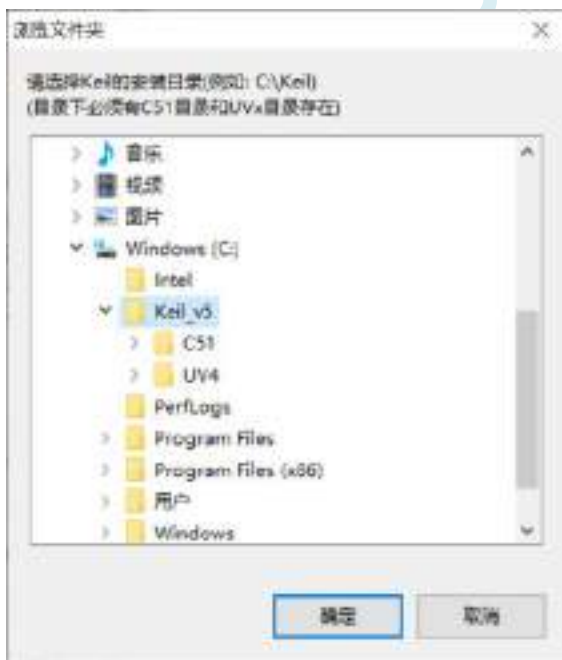 浏览文件夹
请选择Keil的安装目录(例如: C:\Keil)
(目录下必须有C51目录和UVx目录存在)
音乐
视频
图片
Windows (C:)
Intel
Keil_v5
C51
UV4
PerfLogs
Program Files
Program Files (x86)
用户
Windows
确定
取消